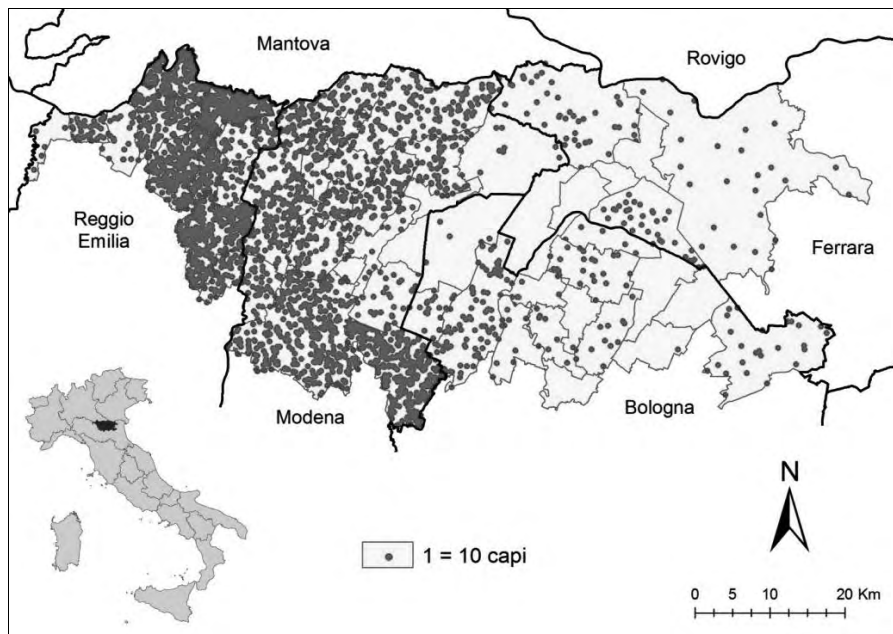 Mantova
Rovigo
Reggio
Emilia
Ferrara
Modena
Bologna
N
1 = 10 capi
0 5 10 20 Km